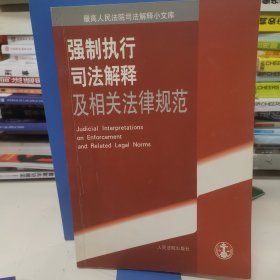 最高人民法院司法解释小文库
强制执行
司法解释
及相关法律规范
Judicial Interpretations
on Enforcement
and Related Legal Norms
人民法院出版社